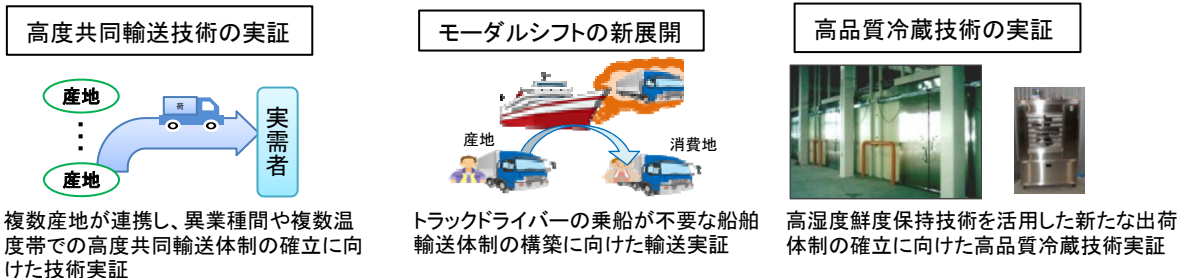 高度共同輸送技術の実証
産地
荷
産地
実需者
複数産地が連携し、異業種間や複数温
度帯での高度共同輸送体制の確立に向
けた技術実証
モーダルシフトの新展開
産地
消費地
トラックドライバーの乗船が不要な船舶
輸送体制の構築に向けた輸送実証
高品質冷蔵技術の実証
高湿度鮮度保持技術を活用した新たな出荷
体制の確立に向けた高品質冷蔵技術実証